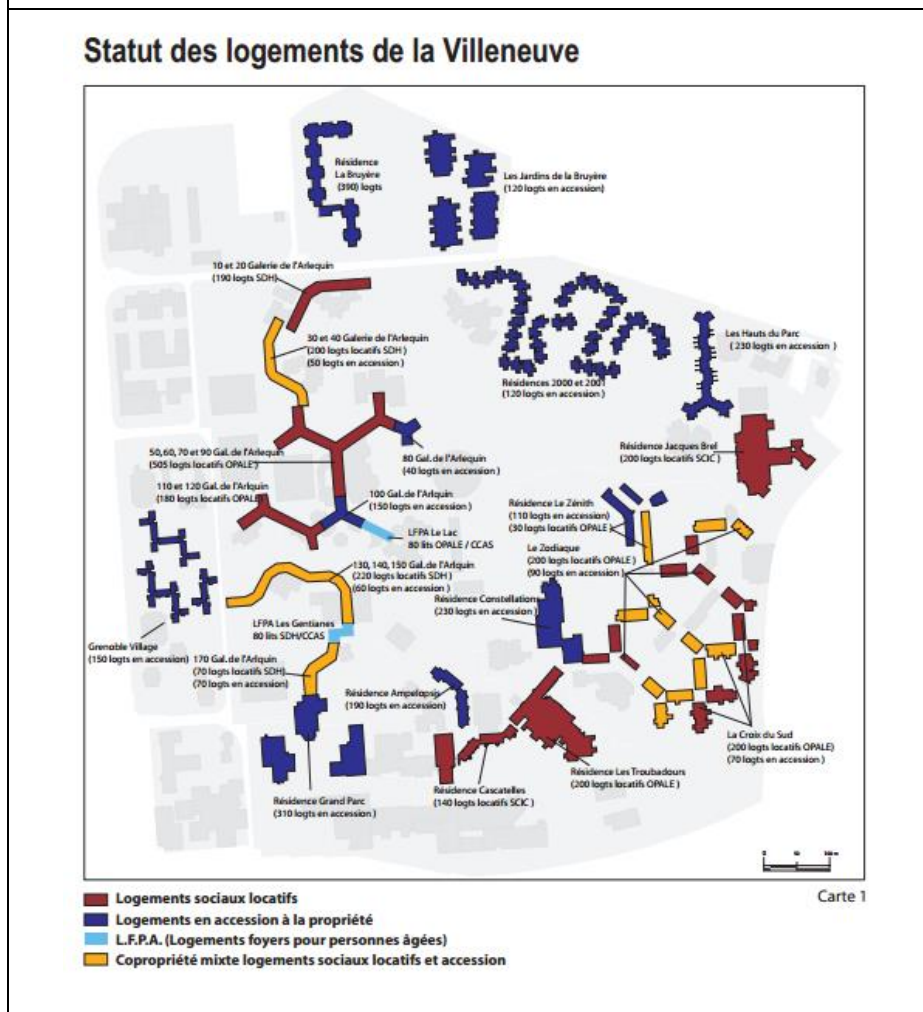 Statut des logements de la Villeneuve
Résidence
La Bruyère
(390) logts
Les Jardins de la Bruyère
(120 logts en accession)
10 et 20 Galerie de l'Arlequin
(190 logts SDH)
30 et 40 Galerie de l'Arlequin
(200 logts locatifs SDH )
(50 logts en accession )
Les Hauts du Parc
( 230 logts en accession )
Résidences 2000 et 2001
(120 logts en accession )
50,60, 70 et 90 Gal. de l'Arlequin
(505 logts locatifs OPALE')
80 Gal. de l'Arlequin
(40 logts en accession )
Résidence Jacques Brel
(200 logts locatifs SCIC )
110 et 120 Gal. de l'Arlquin
(180 logts locatifs OPALE)
100 Gal. de l'Arlquin
(150 logts en accession )
Résidence Le Zénith
(110 logts en accession)
(30 logts locatifs OPALE )
LFPA Le Lac
80 lits OPALE / CCAS
Le Zodiaque
(200 logts locatifs OPALE )
(90 logts en accession )
130, 140, 150 Gal. de l'Arlquin
(220 logts locatifs SDH )
(60 logts en accession )
Résidence Constellations
(230 logts en accession )
LFPA Les Gentianes
80 lits SDH/CCAS
Grenoble Village
(150 logts en accession )
170 Gal. de l'Arlquin
(70 logts locatifs SDH)
(70 logts en accession)
Résidence Ampelopsis
(190 logts en accession)
La Croix du Sud
(200 logts locatifs OPALE)
(70 logts en accession )
Résidence Les Troubadours
(200 logts locatifs OPALE )
Résidence Cascatelles
(140 logts locatifs SCIC )
Résidence Grand Parc
(310 logts en accession )
Carte 1
Logements sociaux locatifs
Logements en accession à la propriété
L.F.P.A. (Logements foyers pour personnes âgées)
Copropriété mixte logements sociaux locatifs et accession